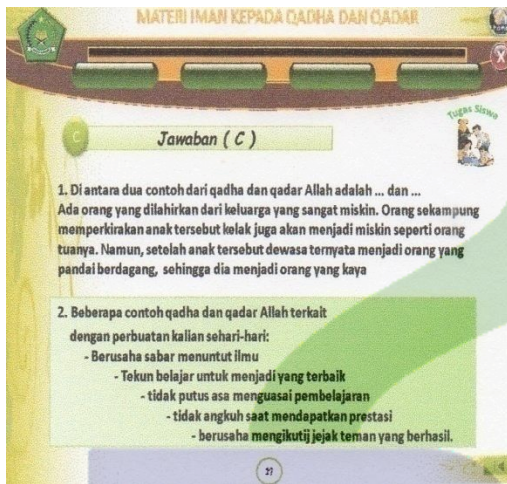 MATERI IMAN KEPADA QADHA DAN QADAR
Tugas Siswa
C
Jawaban ( C )
1. Di antara dua contoh dari qadha dan qadar Allah adalah ... dan ...
Ada orang yang dilahirkan dari keluarga yang sangat miskin. Orang sekampung
memperkirakan anak tersebut kelak juga akan menjadi miskin seperti orang
tuanya. Namun, setelah anak tersebut dewasa ternyata menjadi orang yang
pandai berdagang, sehingga dia menjadi orang yang kaya
2. Beberapa contoh qadha dan qadar Allah terkait
dengan perbuatan kalian sehari-hari:
- Berusaha sabar menuntut ilmu
- Tekun belajar untuk menjadi yang terbaik
- tidak putus asa menguasai pembelajaran
- tidak angkuh saat mendapatkan prestasi
- berusaha mengikutij jejak teman yang berhasil.
27